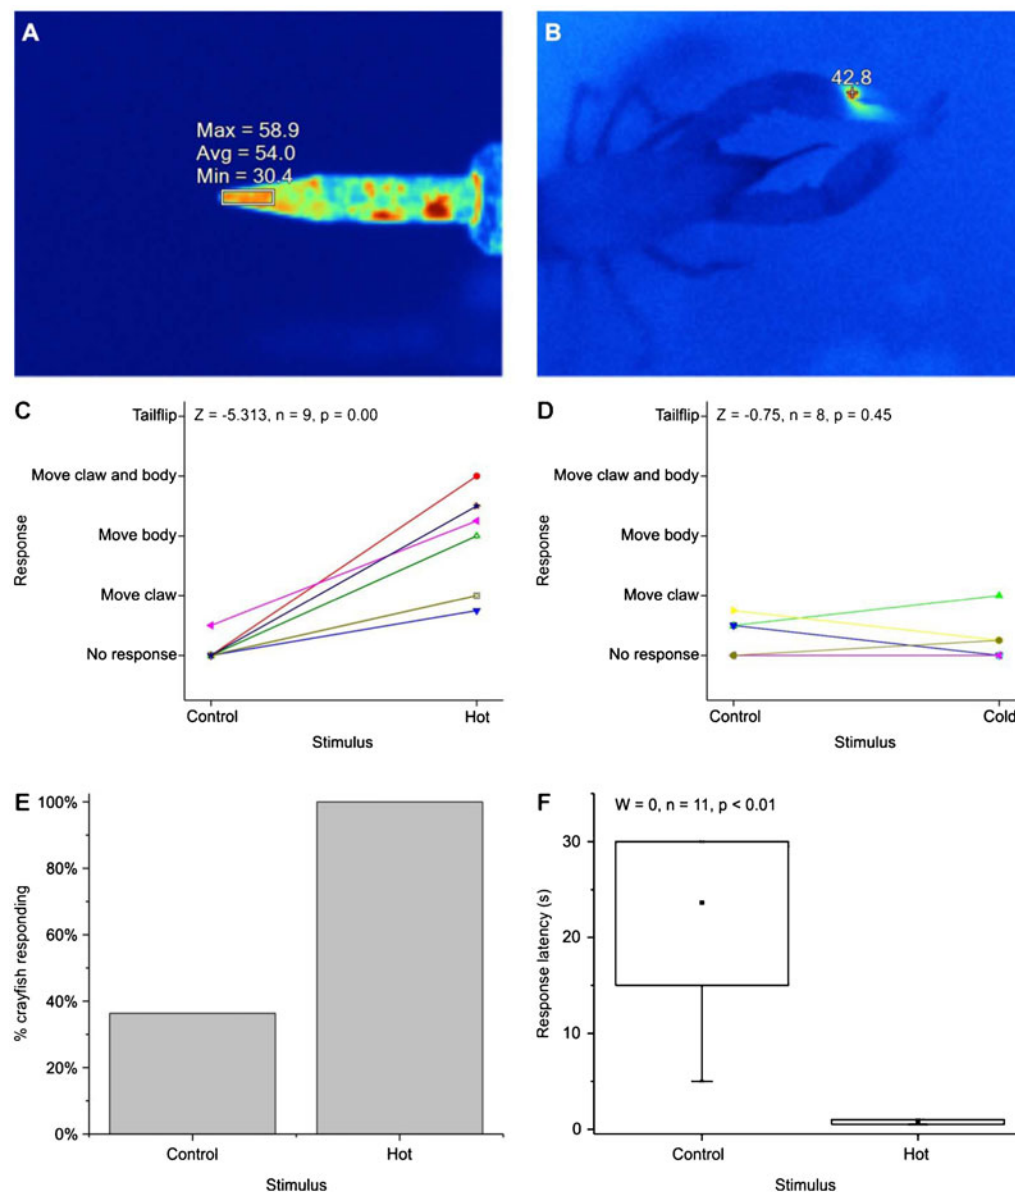 A
Max = 58.9
Avg = 54.0
Min = 30.4
B
42.8
C
Z = -5.313, n = 9, p = 0.00
Tailflip
Move claw and body
Move body
Move claw
No response
Response
Control
Hot
Stimulus
D
Z = -0.75, n = 8, p = 0.45
Tailflip
Move claw and body
Move body
Move claw
No response
Response
Control
Cold
Stimulus
E
100%
80%
60%
40%
20%
0%
% crayfish responding
Control
Hot
Stimulus
F
W = 0, n = 11, p < 0.01
30
20
10
0
Response latency (s)
Control
Hot
Stimulus